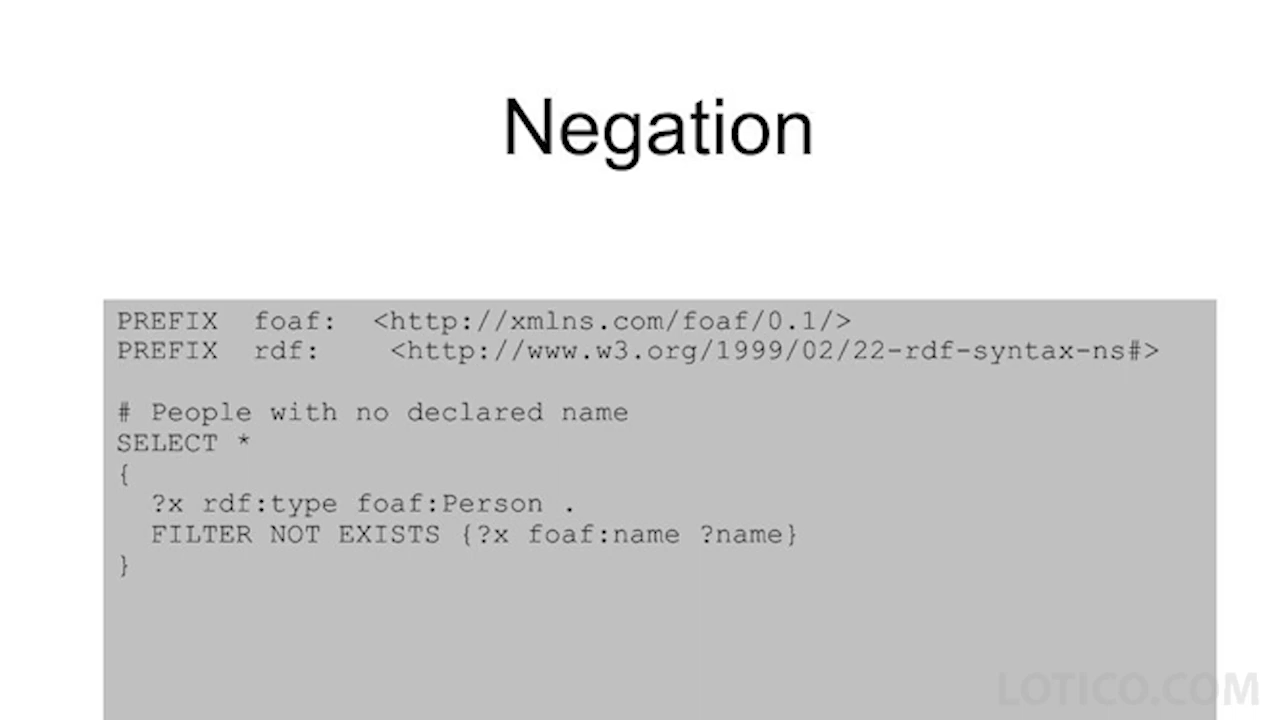 Negation
PREFIX foaf: <http://xmlns.com/foaf/0.1/>
PREFIX rdf: <http://www.w3.org/1999/02/22-rdf-syntax-ns#>
# People with no declared name
SELECT *
{
?x rdf:type foaf:Person .
FILTER NOT EXISTS {?x foaf:name ?name}
}
LOTICO.COM